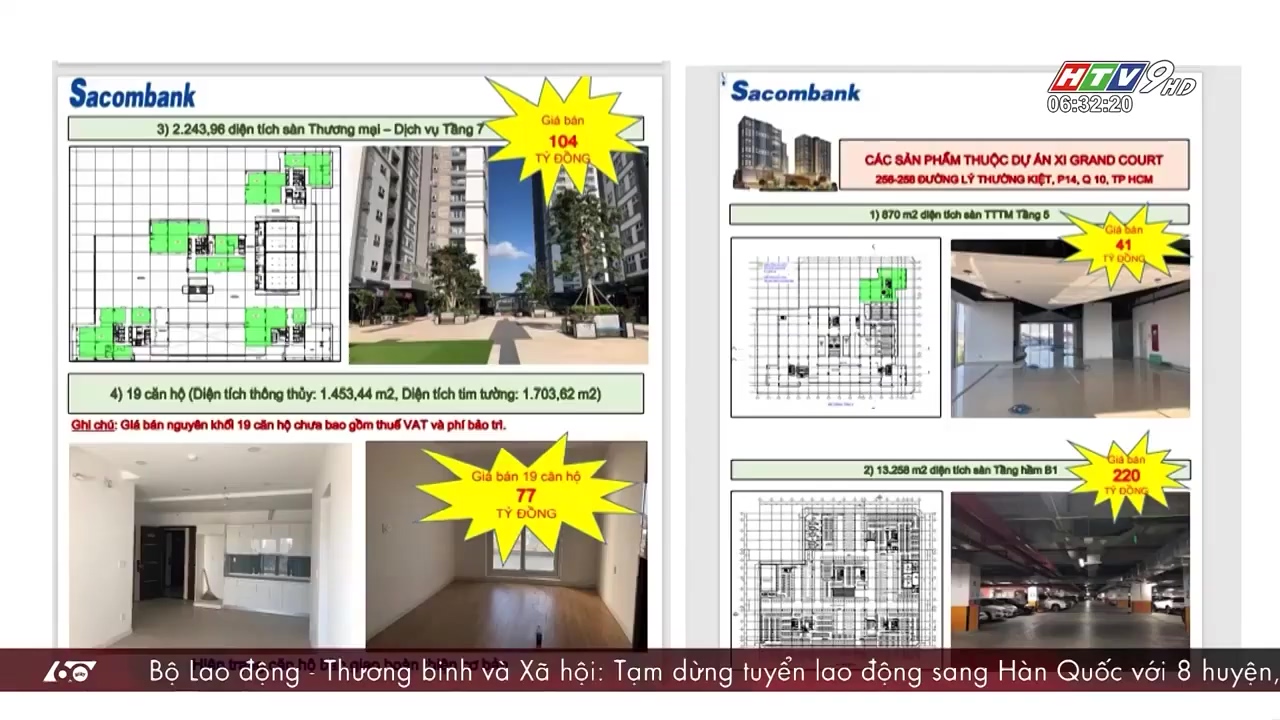 Sacombank
3) 2.243,96 diện tích sàn Thương mại – Dịch vụ Tầng 7
Giá bán
104
TỶ ĐỒNG
4) 19 căn hộ (Diện tích thông thủy: 1.453,44 m2, Diện tích tim tường: 1.703,62 m2)
Ghi chú: Giá bán nguyên khối 19 căn hộ chưa bao gồm thuế VAT và phí bảo trì.
Giá bán 19 căn hộ
77
TỶ ĐỒNG
Sacombank
HTV9 HD
06:32:20
CÁC SẢN PHẨM THUỘC DỰ ÁN XI GRAND COURT
256-258 ĐƯỜNG LÝ THƯỜNG KIỆT, P14, Q 10, TP HCM
1) 870 m2 diện tích sàn TTTM Tầng 5
Giá bán
41
TỶ ĐỒNG
2) 13.258 m2 diện tích sàn Tầng hầm B1
Giá bán
220
TỶ ĐỒNG
60 giây
Bộ Lao động - Thương binh và Xã hội: Tạm dừng tuyển lao động sang Hàn Quốc với 8 huyện,